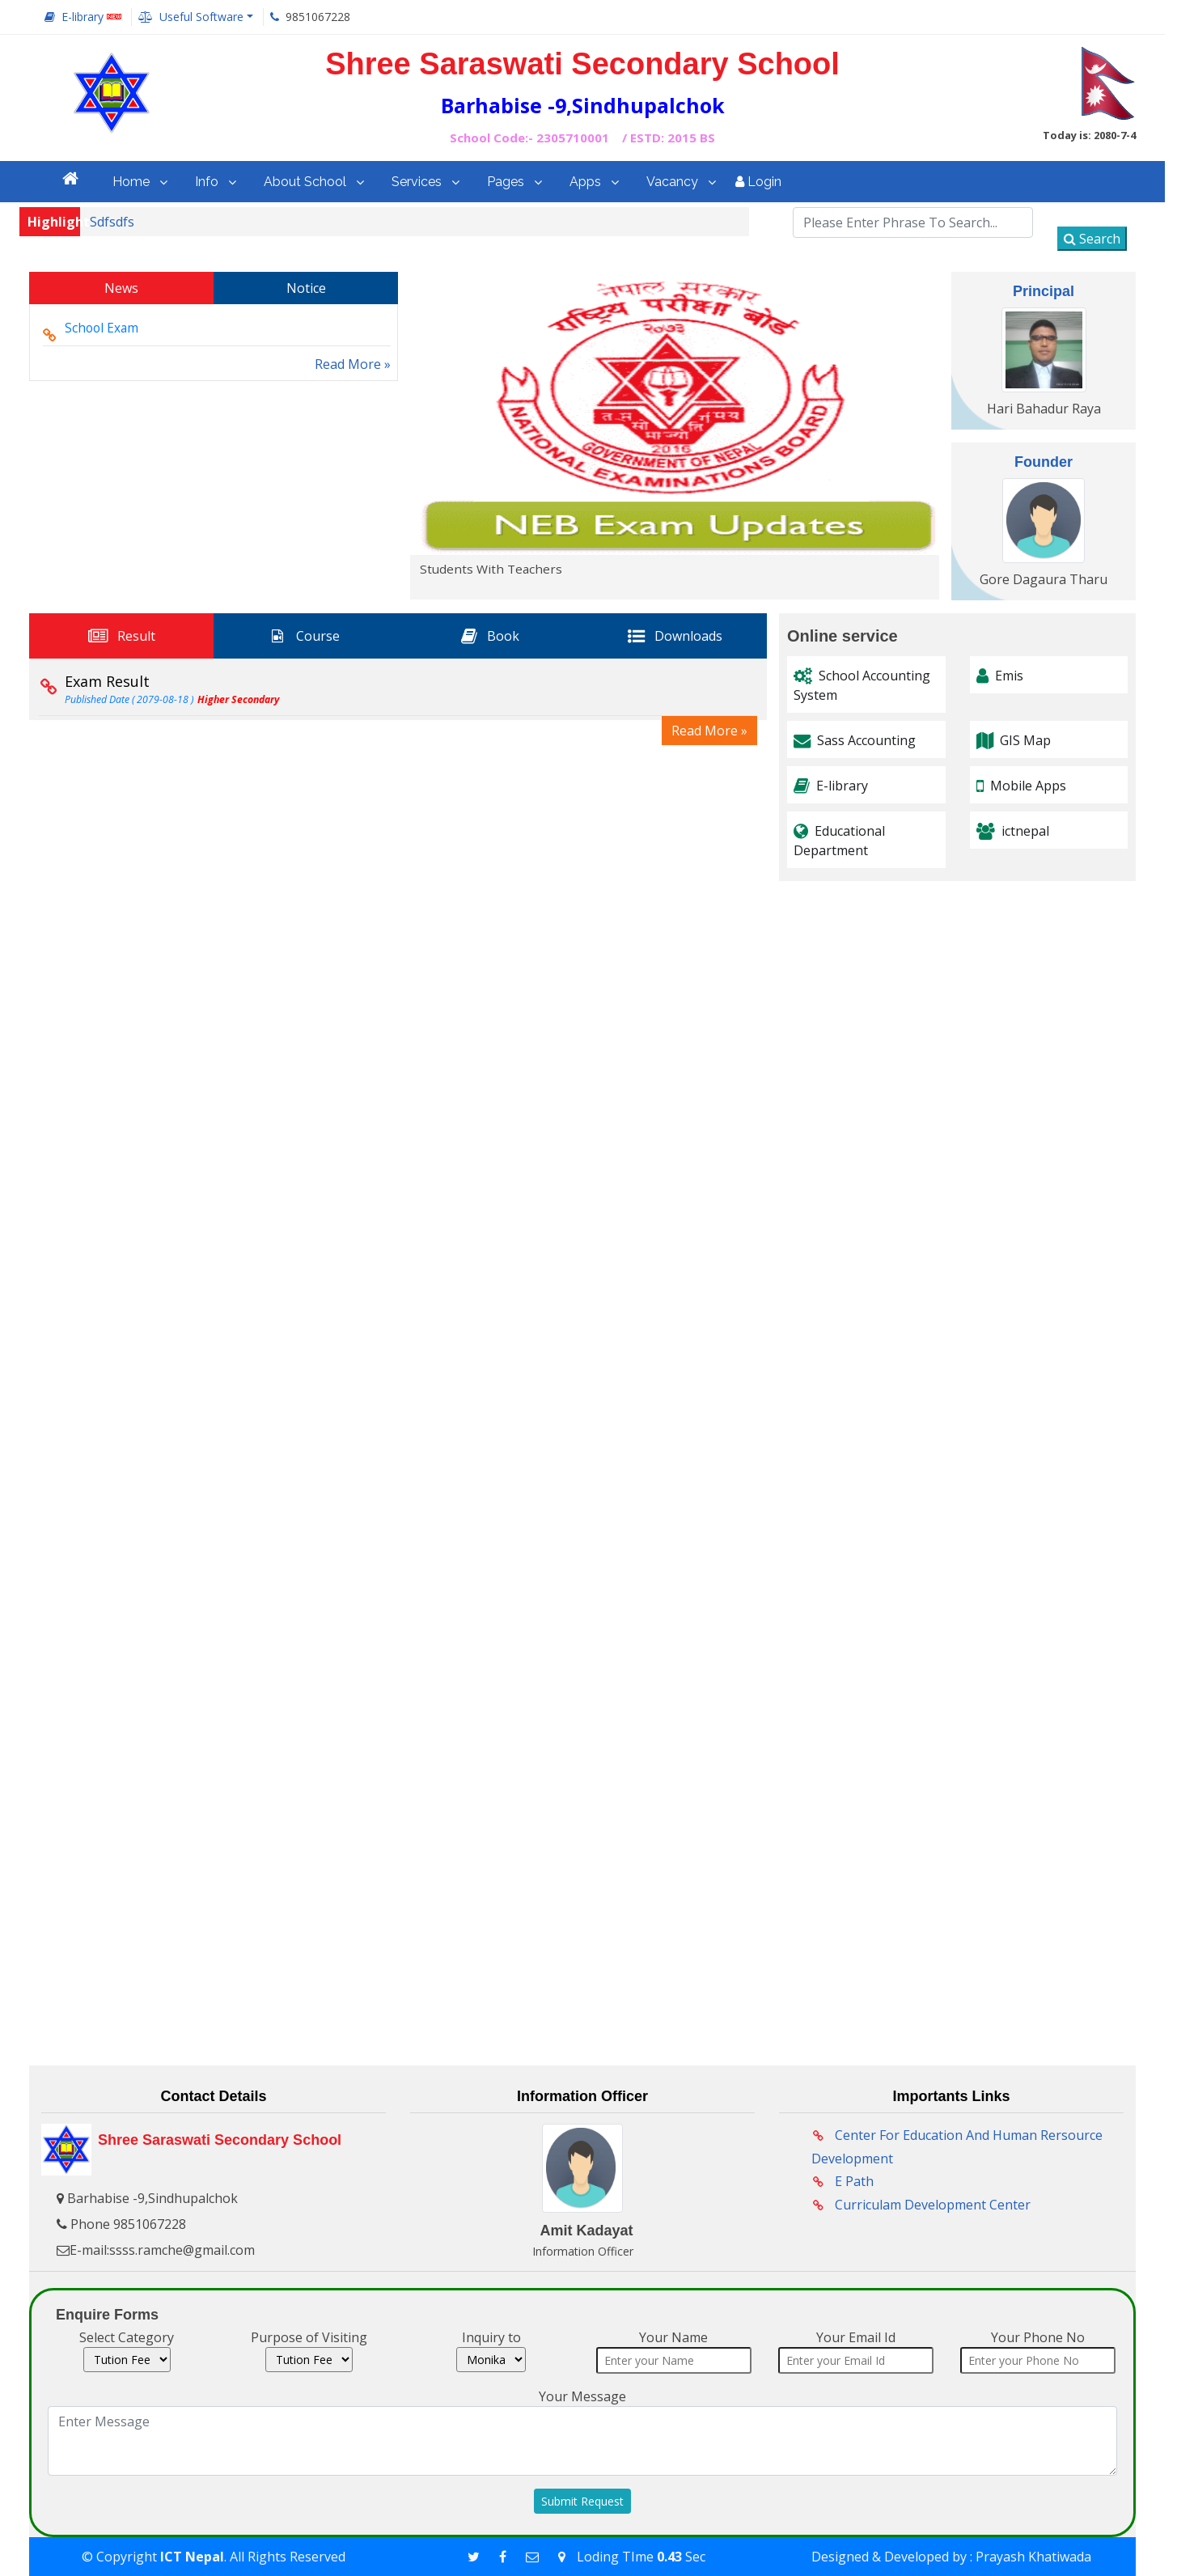 E-library NEW Useful Software 9851067228
Shree Saraswati Secondary School
Barhabise -9,Sindhupalchok
School Code:- 2305710001 / ESTD: 2015 BS
Today is: 2080-7-4
Home Info About School Services Pages Apps Vacancy Login
Highligh Sdfsdfs
Please Enter Phrase To Search...
Search
News Notice
School Exam
Read More »
नेपाल सरकार
राष्ट्रिय परीक्षा बोर्ड
२०७३
2016
GOVERNMENT OF NEPAL
NATIONAL EXAMINATIONS BOARD
NEB Exam Updates
Students With Teachers
Principal
Hari Bahadur Raya
Founder
Gore Dagaura Tharu
Result Course Book Downloads
Exam Result
Published Date ( 2079-08-18 ) Higher Secondary
Read More »
Online service
School Accounting
System
Emis
Sass Accounting
GIS Map
E-library
Mobile Apps
Educational
Department
ictnepal
Contact Details
Shree Saraswati Secondary School
Barhabise -9,Sindhupalchok
Phone 9851067228
E-mail:ssss.ramche@gmail.com
Information Officer
Amit Kadayat
Information Officer
Importants Links
Center For Education And Human Rersource
Development
E Path
Curriculam Development Center
Enquire Forms
Select Category Purpose of Visiting Inquiry to Your Name Your Email Id Your Phone No
Tution Fee Tution Fee Monika Enter your Name Enter your Email Id Enter your Phone No
Your Message
Enter Message
Submit Request
© Copyright ICT Nepal. All Rights Reserved Loding TIme 0.43 Sec Designed & Developed by : Prayash Khatiwada